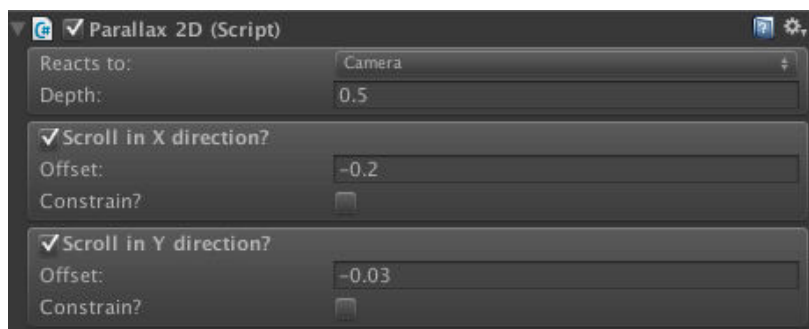 Parallax 2D (Script)
Reacts to: Camera
Depth: 0.5
Scroll in X direction?
Offset: -0.2
Constrain?
Scroll in Y direction?
Offset: -0.03
Constrain?